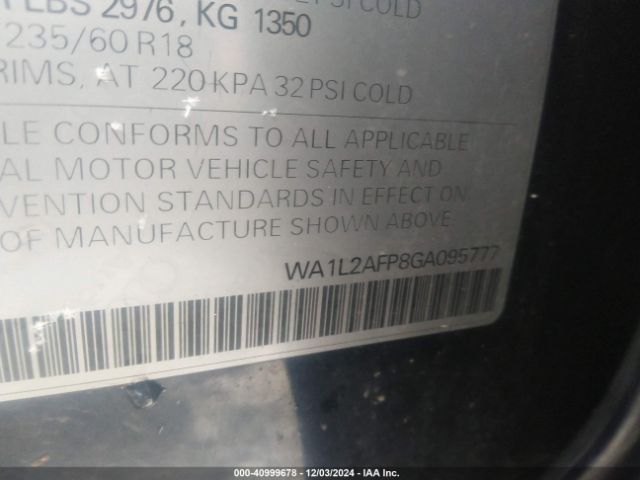 LBS 2976, KG 1350
PSI COLD
235/60 R18
RIMS, AT 220 KPA 32 PSI COLD
LE CONFORMS TO ALL APPLICABLE
AL MOTOR VEHICLE SAFETY AND
VENTION STANDARDS IN EFFECT ON
OF MANUFACTURE SHOWN ABOVE
WA1L2AFP8GA095777
000-40999678 - 12/03/2024 - IAA Inc.